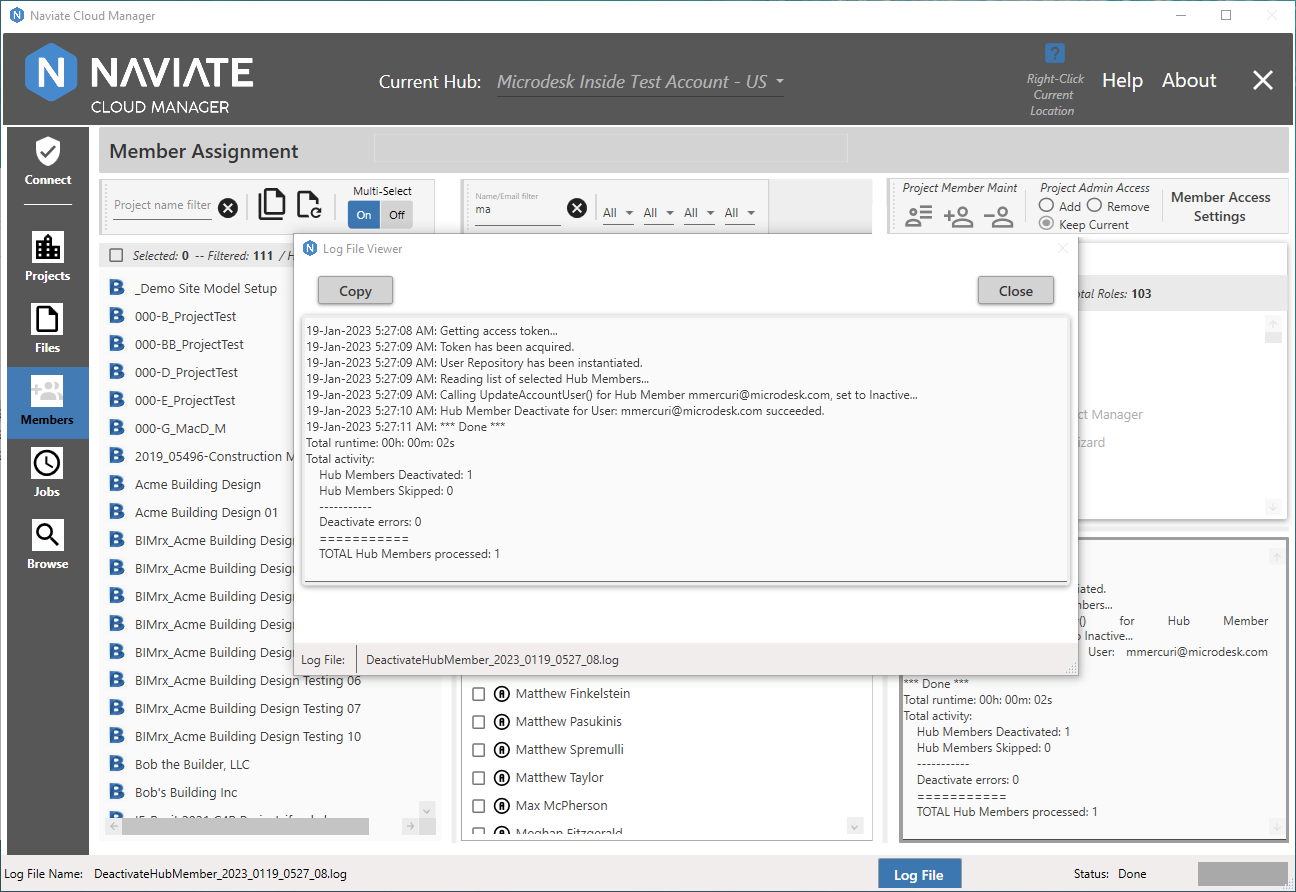 Naviate Cloud Manager
N NAVIATE
CLOUD MANAGER
Current Hub: Microdesk Inside Test Account - US
?
Right-Click
Current
Location
Help About
Connect
Projects
Files
Members
Jobs
Browse
Member Assignment
Project name filter
Multi-Select
On Off
Name/Email filter
ma
All All All All
Project Member Maint
Project Admin Access
Add Remove
Keep Current
Member Access
Settings
Selected: 0 -- Filtered: 111 / H
_Demo Site Model Setup
000-B_ProjectTest
000-BB_ProjectTest
000-D_ProjectTest
000-E_ProjectTest
000-G_MacD_M
2019_05496-Construction M
Acme Building Design
Acme Building Design 01
BIMrx_Acme Building Desig
BIMrx_Acme Building Desig
BIMrx_Acme Building Desig
BIMrx_Acme Building Desig
BIMrx_Acme Building Desig
BIMrx_Acme Building Design Testing 06
BIMrx_Acme Building Design Testing 07
BIMrx_Acme Building Design Testing 10
Bob the Builder, LLC
Bob's Building Inc
Log File Viewer
Copy
Close
19-Jan-2023 5:27:08 AM: Getting access token...
19-Jan-2023 5:27:09 AM: Token has been acquired.
19-Jan-2023 5:27:09 AM: User Repository has been instantiated.
19-Jan-2023 5:27:09 AM: Reading list of selected Hub Members...
19-Jan-2023 5:27:09 AM: Calling UpdateAccountUser() for Hub Member mmercuri@microdesk.com, set to Inactive...
19-Jan-2023 5:27:10 AM: Hub Member Deactivate for User: mmercuri@microdesk.com succeeded.
19-Jan-2023 5:27:11 AM: *** Done ***
Total runtime: 00h: 00m: 02s
Total activity:
Hub Members Deactivated: 1
Hub Members Skipped: 0
-----------
Deactivate errors: 0
===========
TOTAL Hub Members processed: 1
Log File: DeactivateHubMember_2023_0119_0527_08.log
Matthew Finkelstein
Matthew Pasukinis
Matthew Spremulli
Matthew Taylor
Max McPherson
Meghan Fitzgerald
otal Roles: 103
ct Manager
izard
iated.
nbers...
() for Hub Member
o Inactive...
User: mmercuri@microdesk.com
*** Done ***
Total runtime: 00h: 00m: 02s
Total activity:
Hub Members Deactivated: 1
Hub Members Skipped: 0
-----------
Deactivate errors: 0
===========
TOTAL Hub Members processed: 1
Log File Name: DeactivateHubMember_2023_0119_0527_08.log
Log File
Status: Done